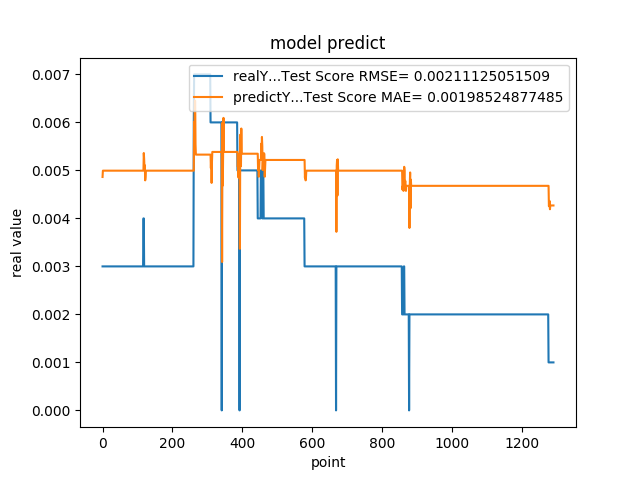 model predict
realY...Test Score RMSE= 0.00211125051509
predictY...Test Score MAE= 0.00198524877485
real value
0.007
0.006
0.005
0.004
0.003
0.002
0.001
0.000
0 200 400 600 800 1000 1200
point